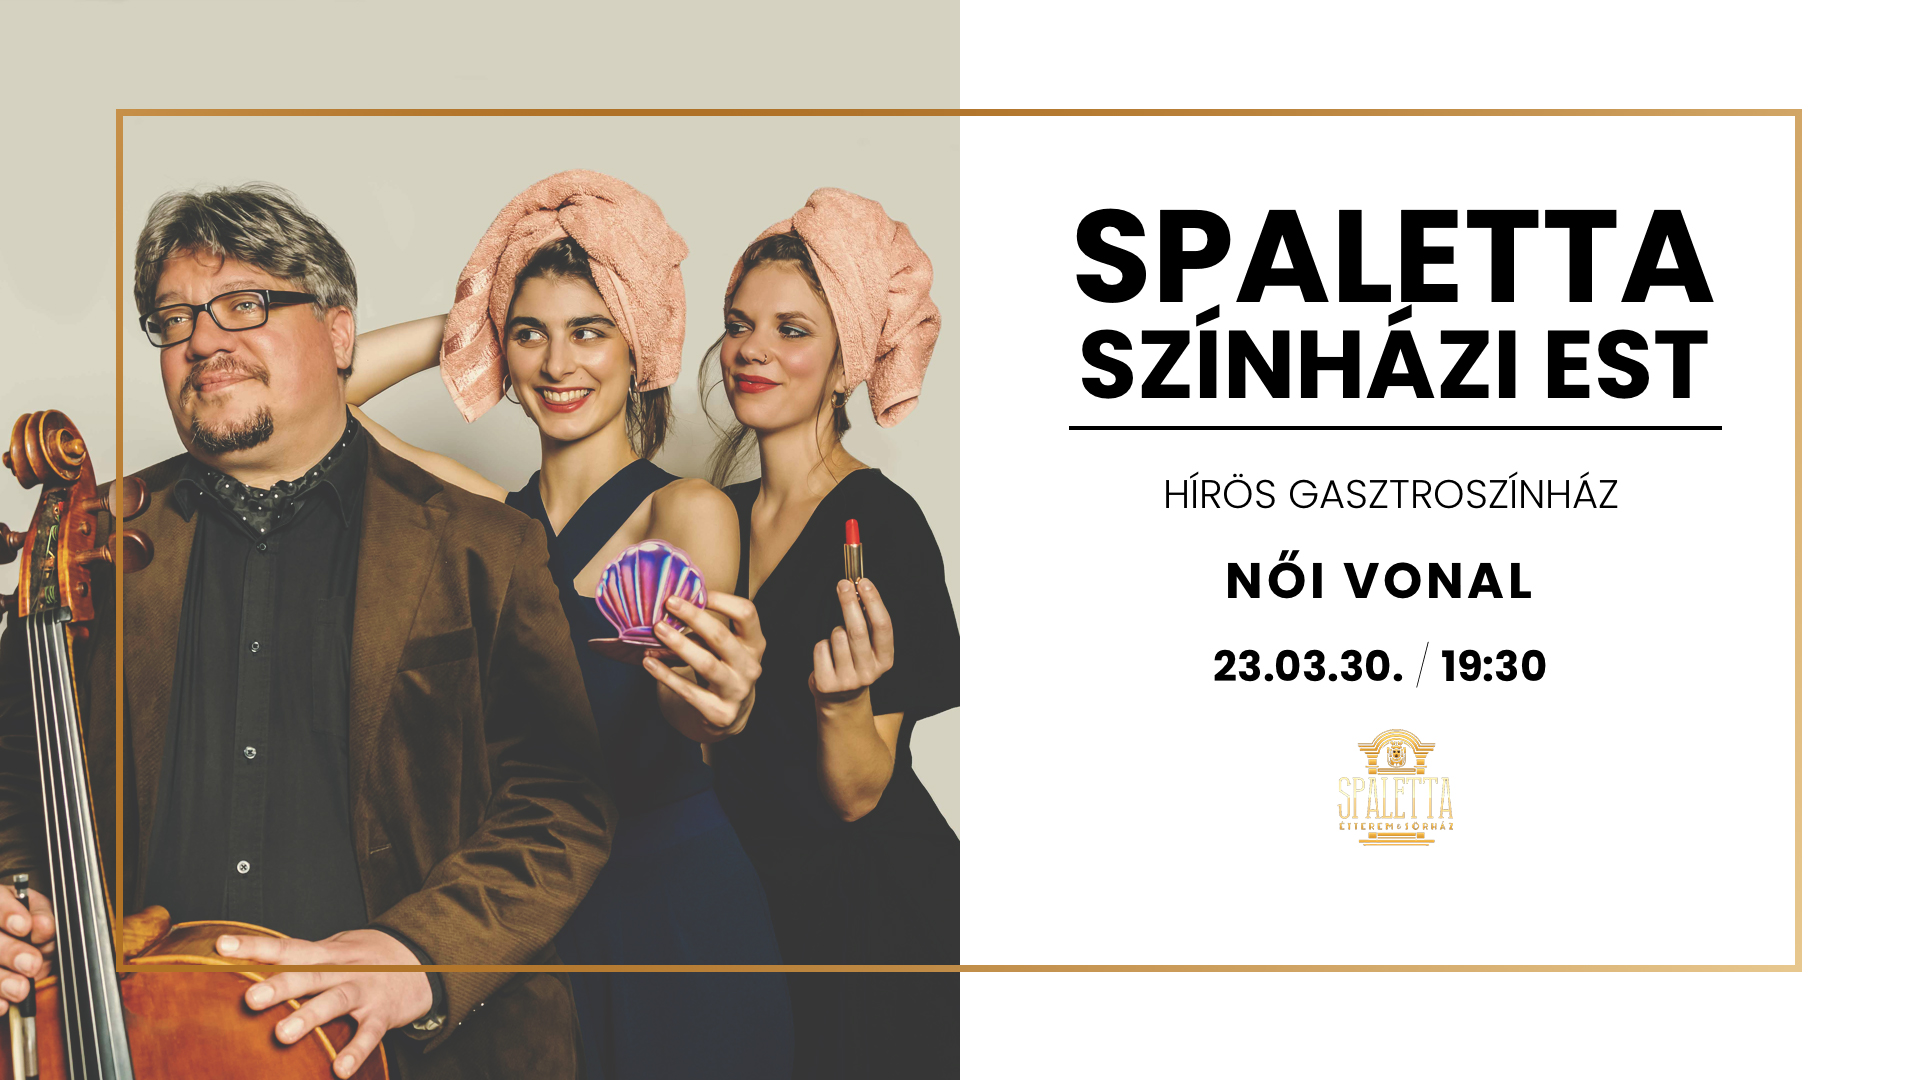 SPALETTA
SZÍNHÁZI EST
HÍRÖS GASZTROSZÍNHÁZ
NŐI VONAL
23.03.30. / 19:30
SPALETTA
ÉTTEREM & SÖRHÁZ